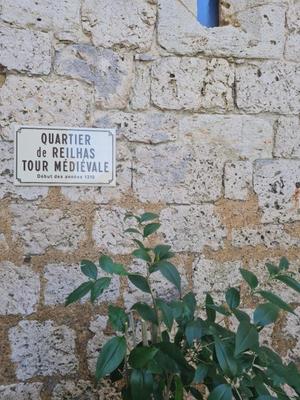 QUARTIER
de REILHAS
TOUR MÉDIÉVALE
Début des années 1310